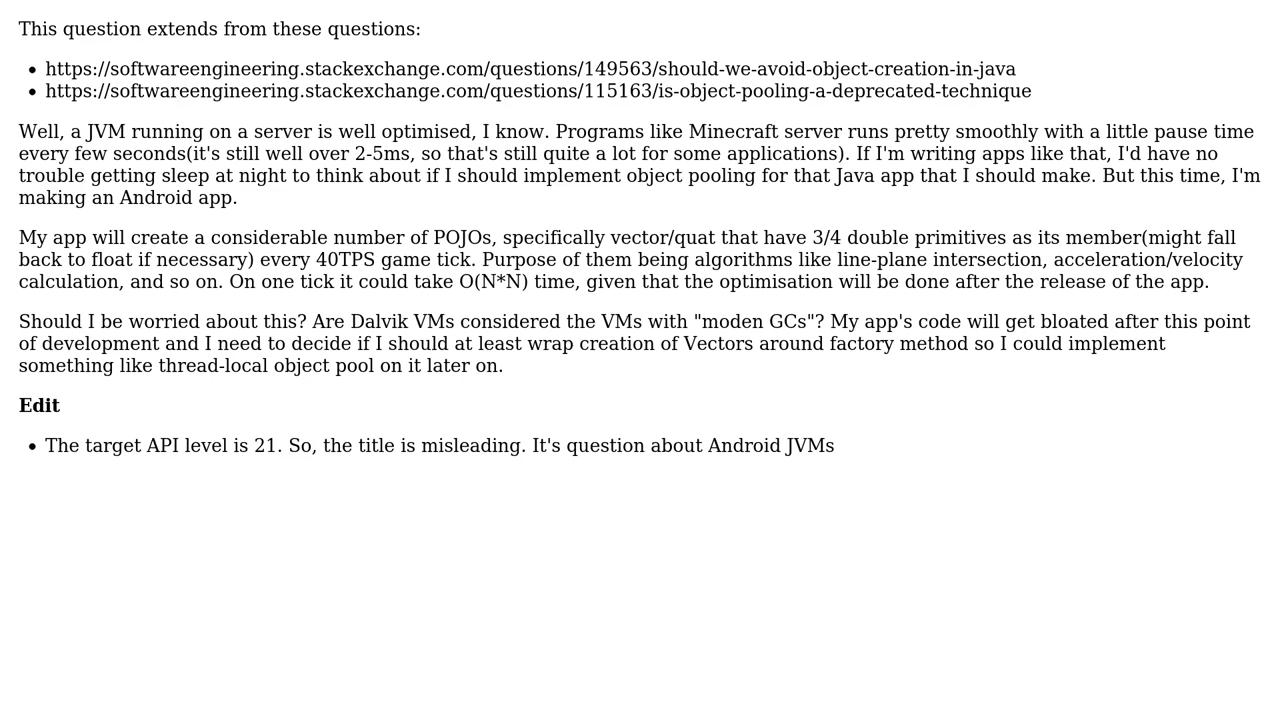 This question extends from these questions:
• https://softwareengineering.stackexchange.com/questions/149563/should-we-avoid-object-creation-in-java
• https://softwareengineering.stackexchange.com/questions/115163/is-object-pooling-a-deprecated-technique
Well, a JVM running on a server is well optimised, I know. Programs like Minecraft server runs pretty smoothly with a little pause time
every few seconds(it's still well over 2-5ms, so that's still quite a lot for some applications). If I'm writing apps like that, I'd have no
trouble getting sleep at night to think about if I should implement object pooling for that Java app that I should make. But this time, I'm
making an Android app.
My app will create a considerable number of POJOs, specifically vector/quat that have 3/4 double primitives as its member(might fall
back to float if necessary) every 40TPS game tick. Purpose of them being algorithms like line-plane intersection, acceleration/velocity
calculation, and so on. On one tick it could take O(N*N) time, given that the optimisation will be done after the release of the app.
Should I be worried about this? Are Dalvik VMs considered the VMs with "moden GCs"? My app's code will get bloated after this point
of development and I need to decide if I should at least wrap creation of Vectors around factory method so I could implement
something like thread-local object pool on it later on.
Edit
• The target API level is 21. So, the title is misleading. It's question about Android JVMs